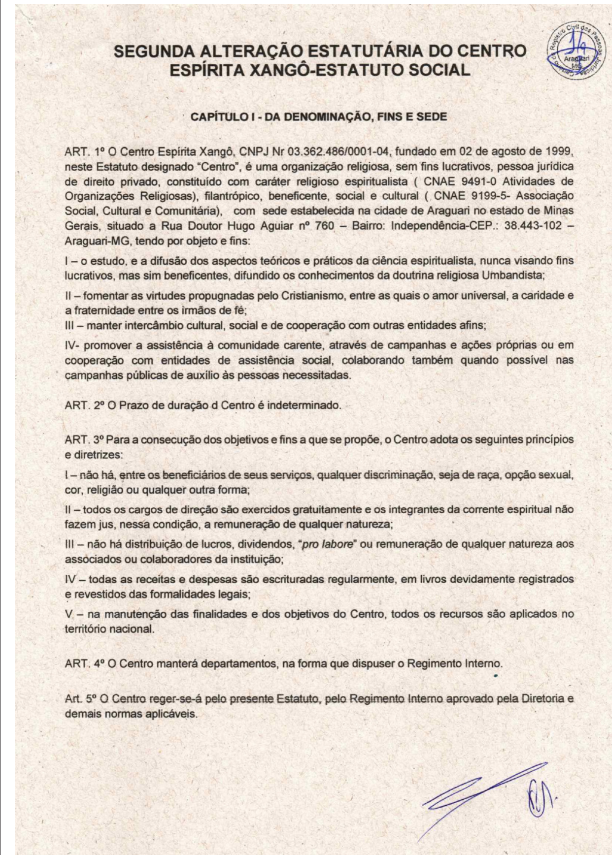 Registro Civil das Pessoas
Araguari
MG
SEGUNDA ALTERAÇÃO ESTATUTÁRIA DO CENTRO
ESPÍRITA XANGÔ-ESTATUTO SOCIAL
CAPÍTULO I - DA DENOMINAÇÃO, FINS E SEDE
ART. 1º O Centro Espírita Xangô, CNPJ Nr 03.362.486/0001-04, fundado em 02 de agosto de 1999,
neste Estatuto designado “Centro”, é uma organização religiosa, sem fins lucrativos, pessoa jurídica
de direito privado, constituído com caráter religioso espiritualista ( CNAE 9491-0 Atividades de
Organizações Religiosas), filantrópico, beneficente, social e cultural ( CNAE 9199-5- Associação
Social, Cultural e Comunitária), com sede estabelecida na cidade de Araguari no estado de Minas
Gerais, situado a Rua Doutor Hugo Aguiar nº 760 – Bairro: Independência-CEP.: 38.443-102 –
Araguari-MG, tendo por objeto e fins:
I – o estudo, e a difusão dos aspectos teóricos e práticos da ciência espiritualista, nunca visando fins
lucrativos, mas sim beneficentes, difundido os conhecimentos da doutrina religiosa Umbandista;
II – fomentar as virtudes propugnadas pelo Cristianismo, entre as quais o amor universal, a caridade e
a fraternidade entre os irmãos de fé;
III – manter intercâmbio cultural, social e de cooperação com outras entidades afins;
IV- promover a assistência à comunidade carente, através de campanhas e ações próprias ou em
cooperação com entidades de assistência social, colaborando também quando possível nas
campanhas públicas de auxílio às pessoas necessitadas.
ART. 2º O Prazo de duração d Centro é indeterminado.
ART. 3º Para a consecução dos objetivos e fins a que se propõe, o Centro adota os seguintes princípios
e diretrizes:
I – não há, entre os beneficiários de seus serviços, qualquer discriminação, seja de raça, opção sexual,
cor, religião ou qualquer outra forma;
II – todos os cargos de direção são exercidos gratuitamente e os integrantes da corrente espiritual não
fazem jus, nessa condição, a remuneração de qualquer natureza;
III – não há distribuição de lucros, dividendos, “pro labore” ou remuneração de qualquer natureza aos
associados ou colaboradores da instituição;
IV – todas as receitas e despesas são escrituradas regularmente, em livros devidamente registrados
e revestidos das formalidades legais;
V – na manutenção das finalidades e dos objetivos do Centro, todos os recursos são aplicados no
território nacional.
ART. 4º O Centro manterá departamentos, na forma que dispuser o Regimento Interno.
Art. 5º O Centro reger-se-á pelo presente Estatuto, pelo Regimento Interno aprovado pela Diretoria e
demais normas aplicáveis.